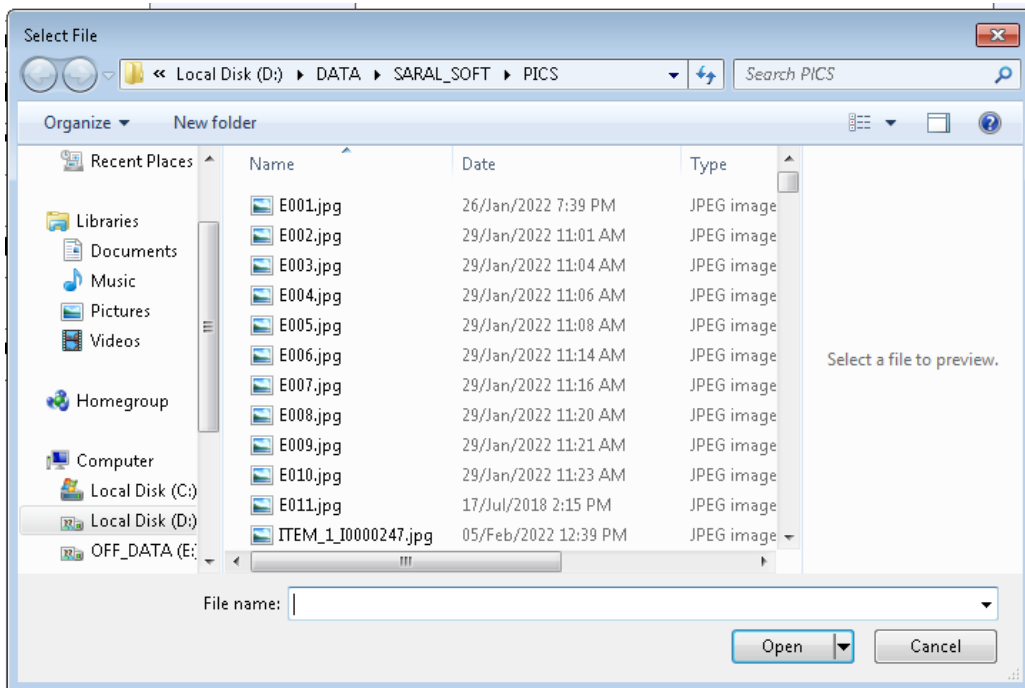 Select File
« Local Disk (D:) ▸ DATA ▸ SARAL_SOFT ▸ PICS
Search PICS
Organize
New folder
Recent Places
Libraries
Documents
Music
Pictures
Videos
Homegroup
Computer
Local Disk (C:)
Local Disk (D:)
OFF_DATA (E:
Name Date Type
E001.jpg 26/Jan/2022 7:39 PM JPEG image
E002.jpg 29/Jan/2022 11:01 AM JPEG image
E003.jpg 29/Jan/2022 11:04 AM JPEG image
E004.jpg 29/Jan/2022 11:06 AM JPEG image
E005.jpg 29/Jan/2022 11:08 AM JPEG image
E006.jpg 29/Jan/2022 11:14 AM JPEG image
E007.jpg 29/Jan/2022 11:16 AM JPEG image
E008.jpg 29/Jan/2022 11:20 AM JPEG image
E009.jpg 29/Jan/2022 11:21 AM JPEG image
E010.jpg 29/Jan/2022 11:23 AM JPEG image
E011.jpg 17/Jul/2018 2:15 PM JPEG image
ITEM_1_I0000247.jpg 05/Feb/2022 12:39 PM JPEG image
Select a file to preview.
File name:
Open
Cancel